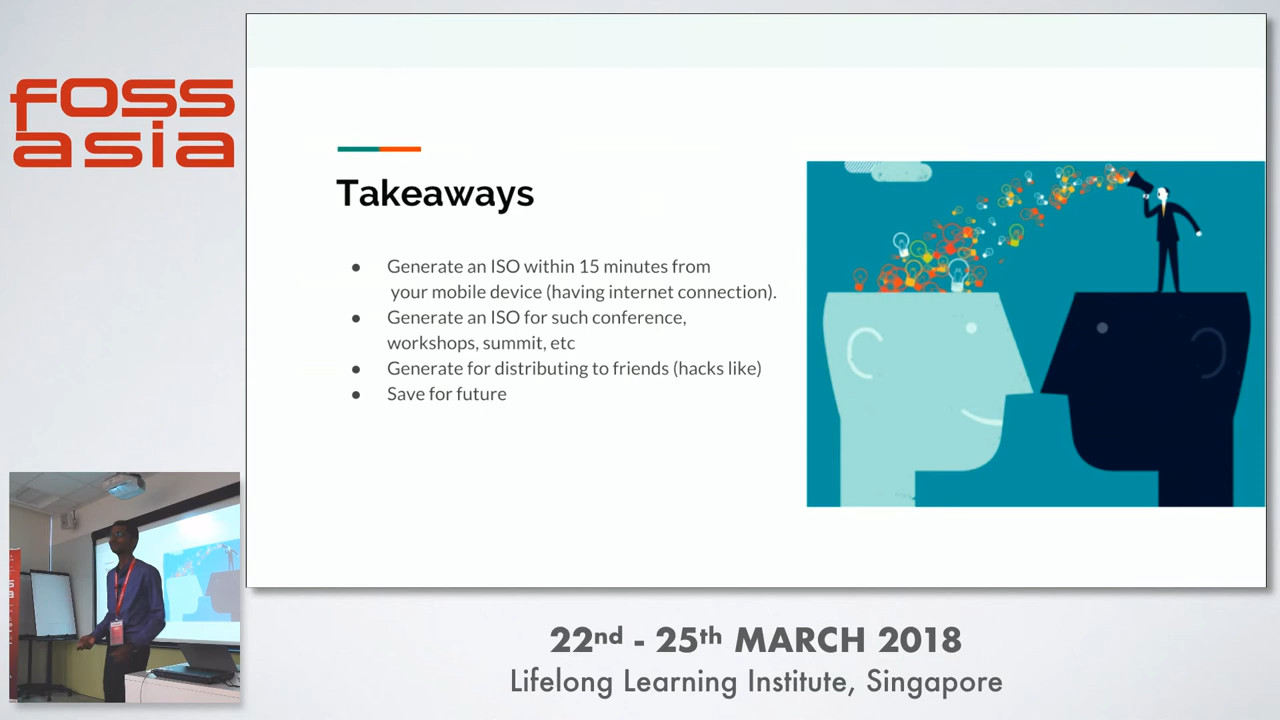 foss
asia
Takeaways
● Generate an ISO within 15 minutes from
your mobile device (having internet connection).
● Generate an ISO for such conference,
workshops, summit, etc
● Generate for distributing to friends (hacks like)
● Save for future
22nd - 25th MARCH 2018
Lifelong Learning Institute, Singapore